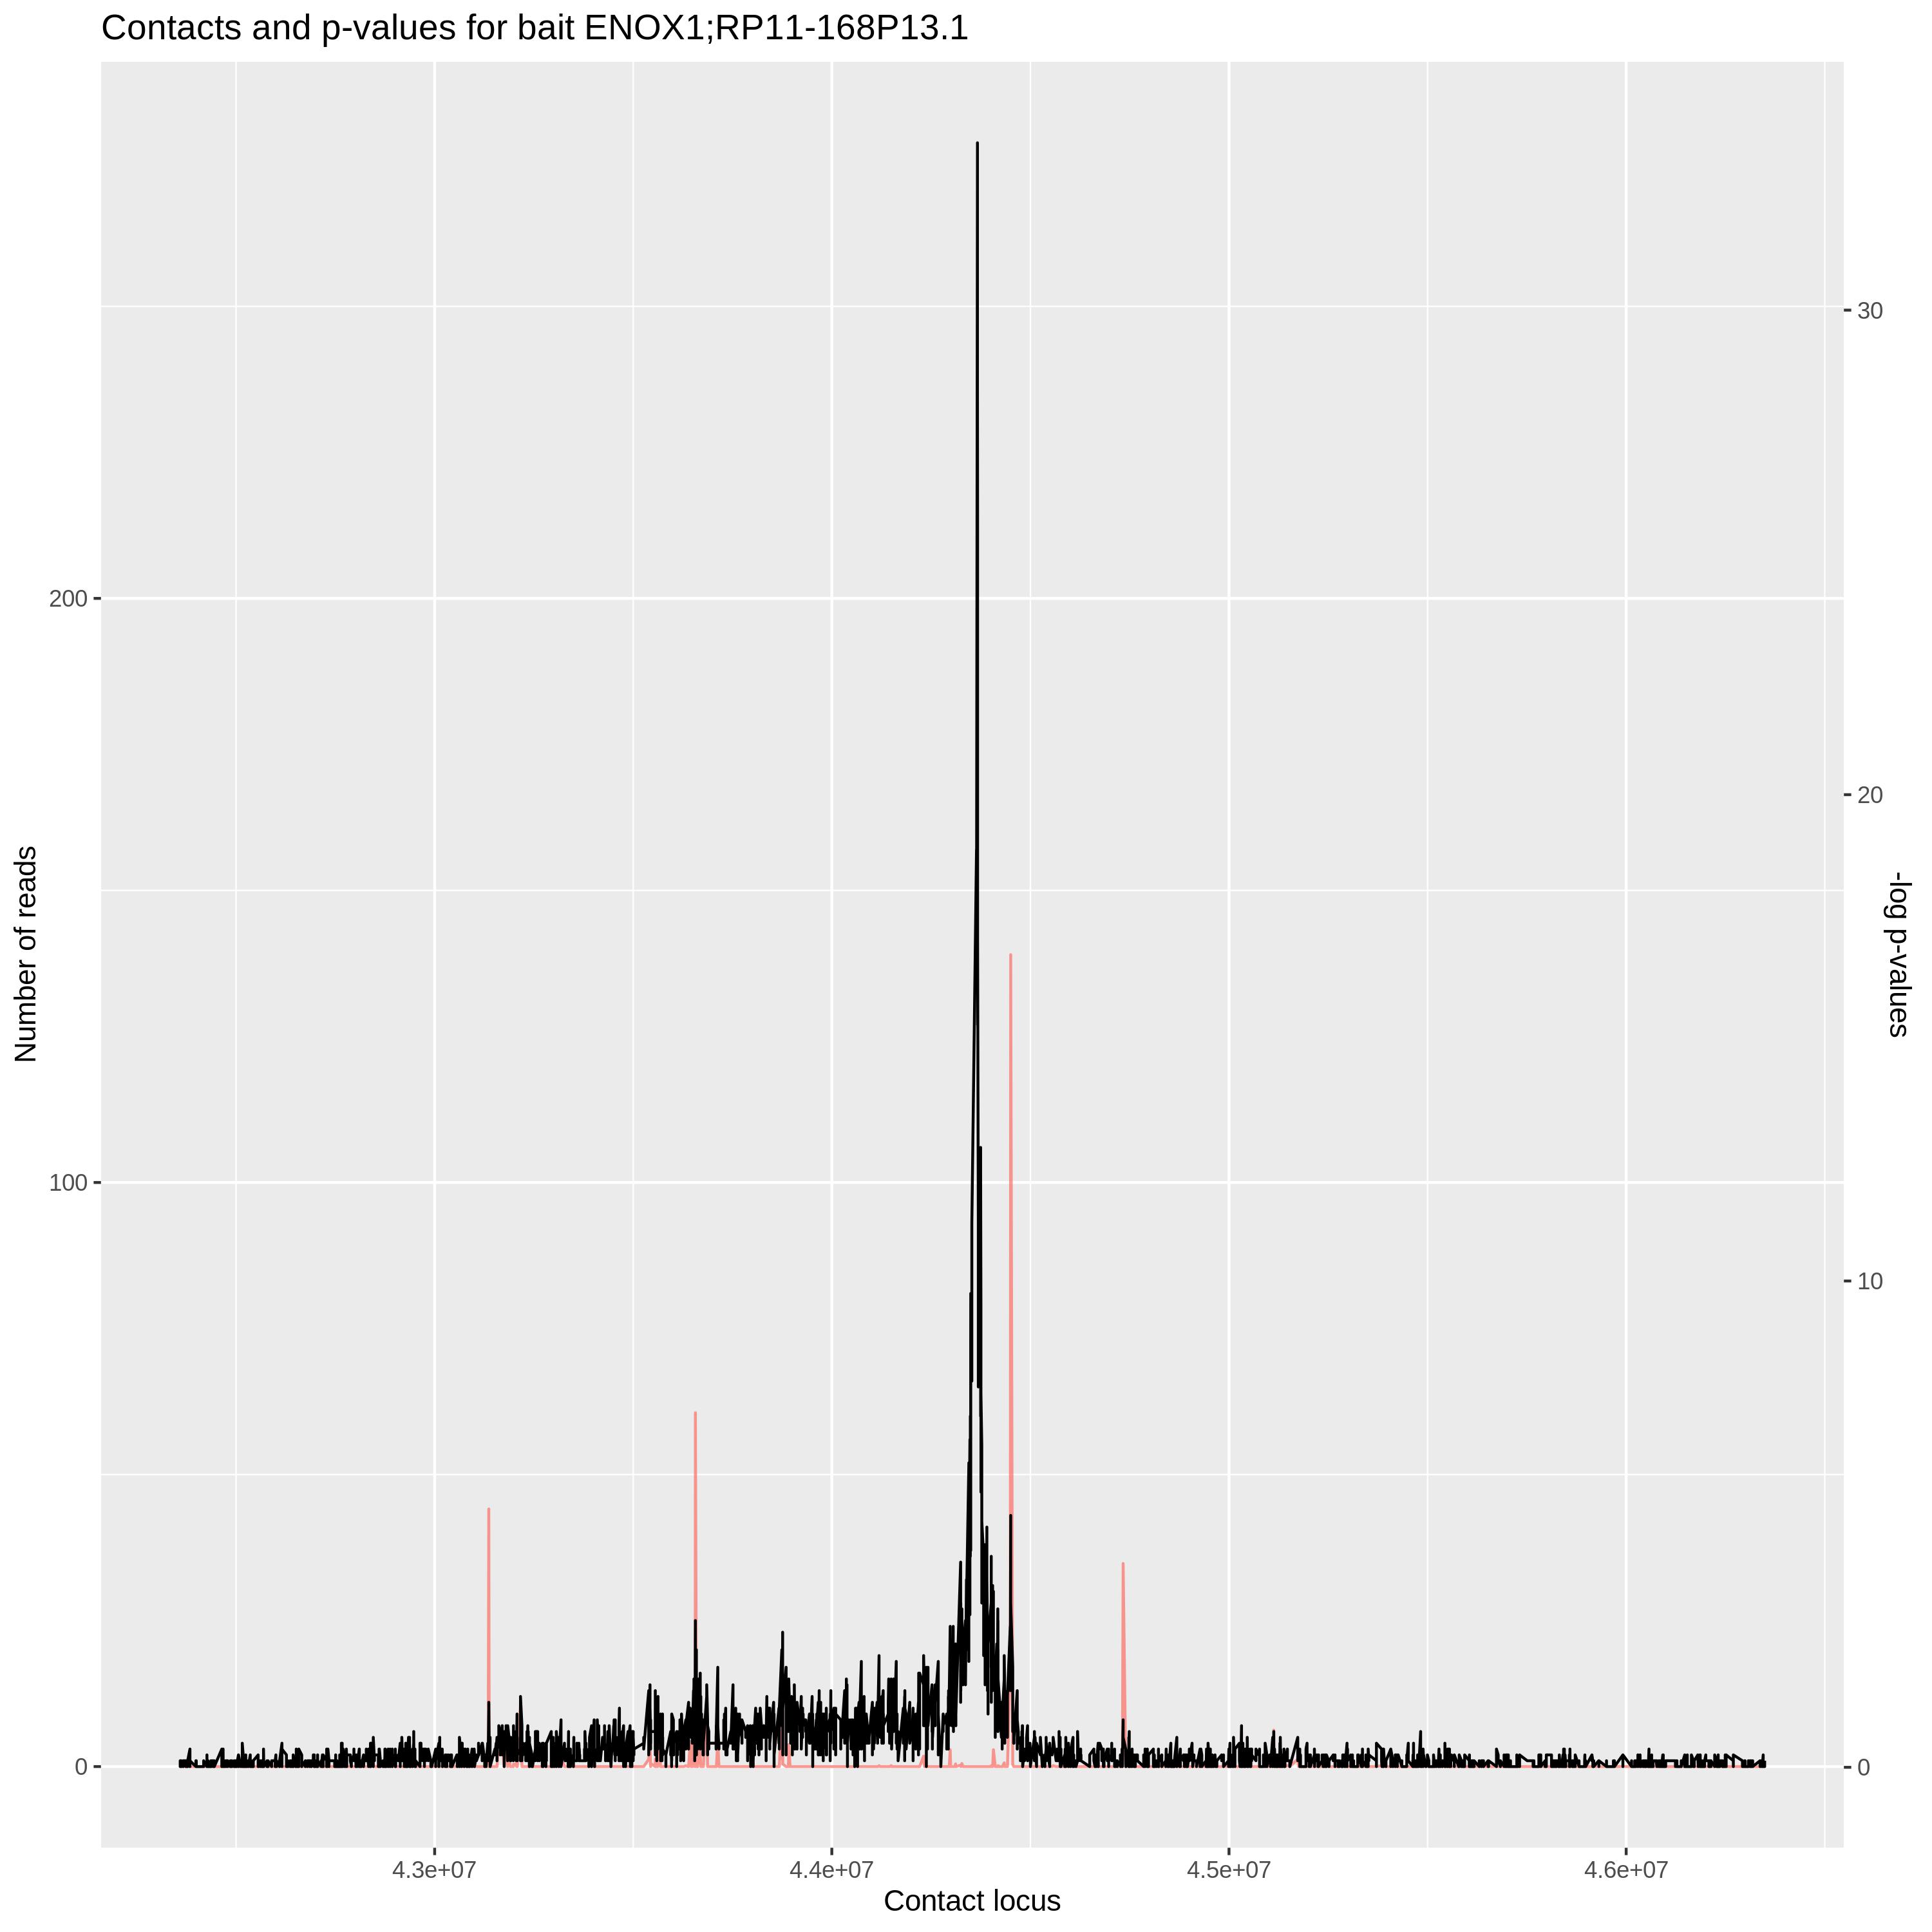 Contacts and p-values for bait ENOX1;RP11-168P13.1
200
100
0
Number of reads
30
20
10
0
-log p-values
4.3e+07 4.4e+07 4.5e+07 4.6e+07
Contact locus